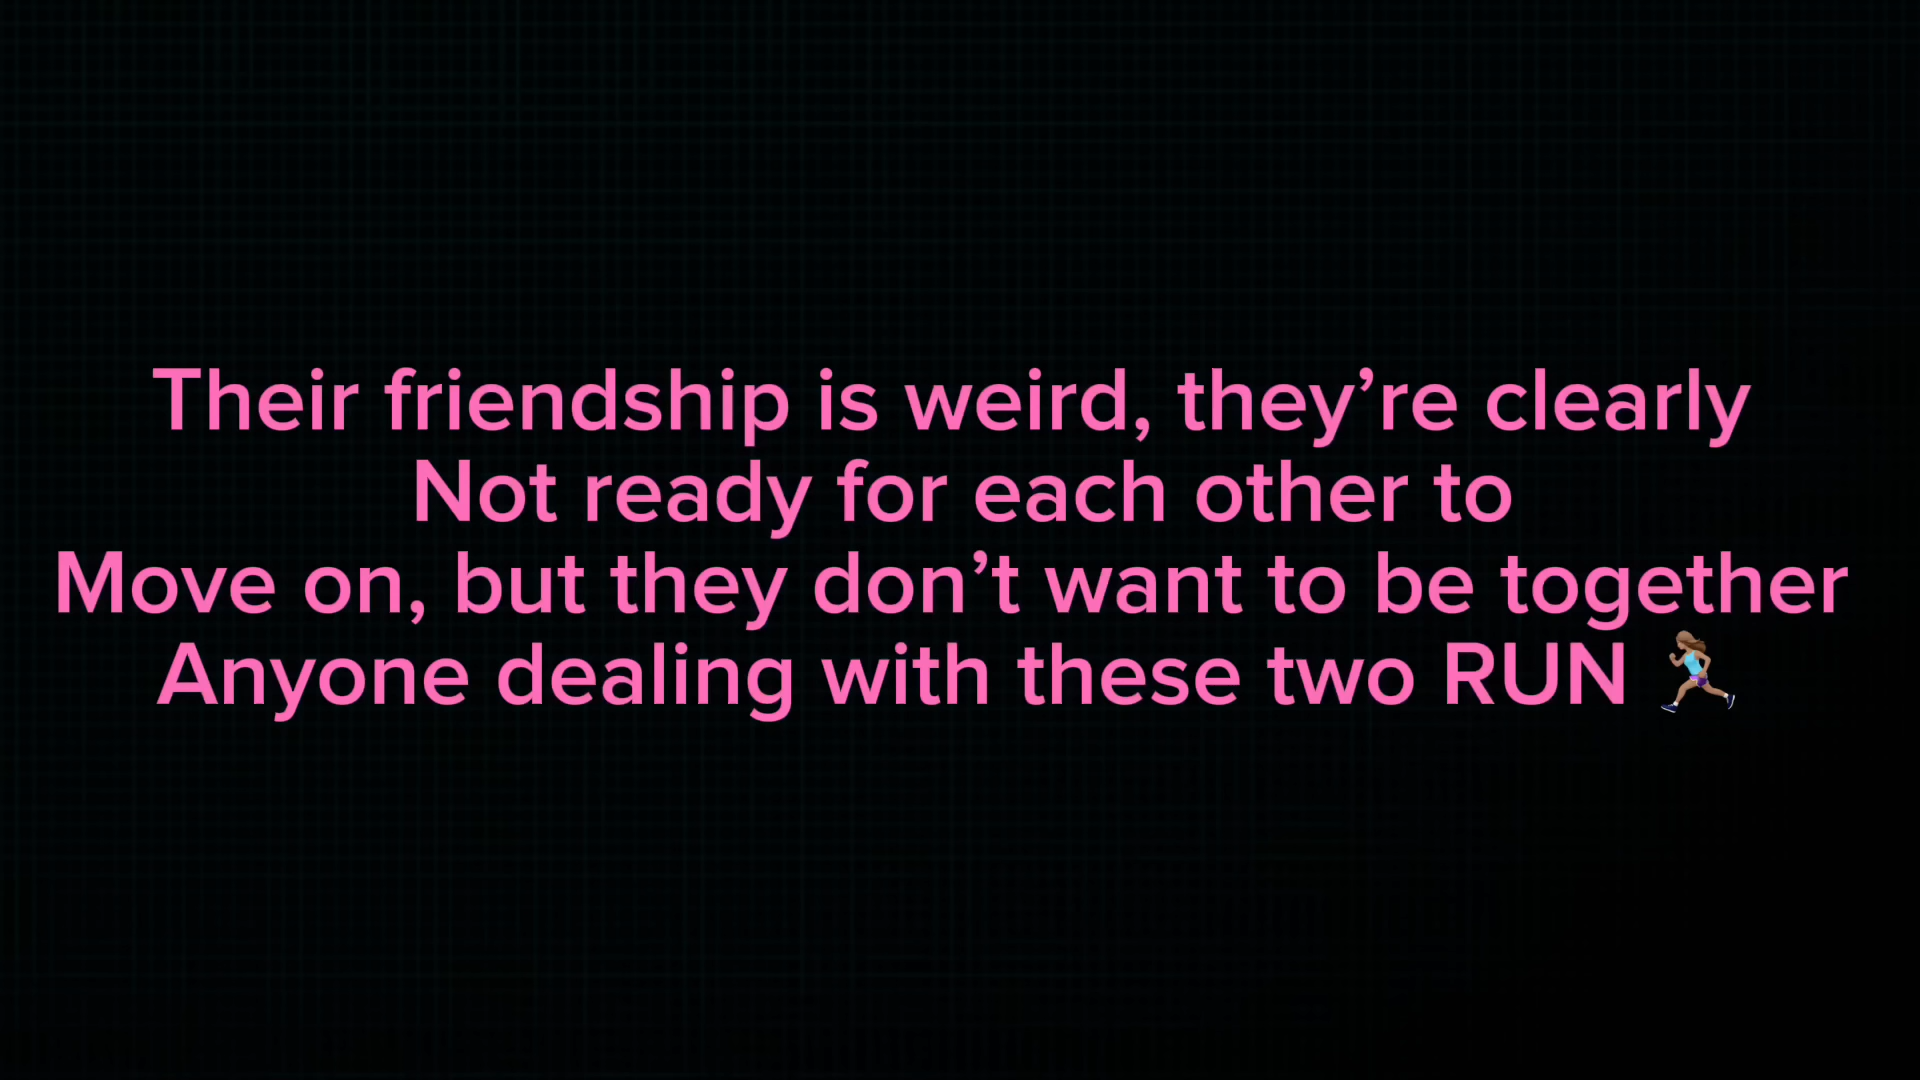 Their friendship is weird, they’re clearly
Not ready for each other to
Move on, but they don’t want to be together
Anyone dealing with these two RUN 🏃🏽‍♀️